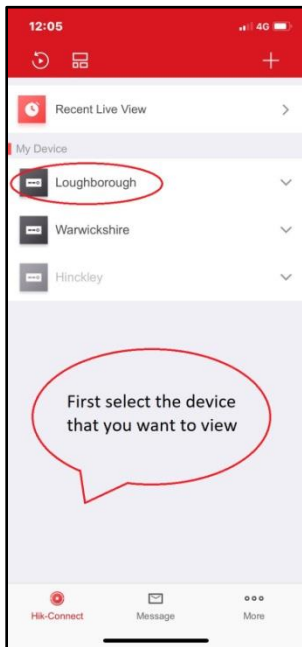 12:05
4G
Recent Live View
My Device
Loughborough
Warwickshire
Hinckley
First select the device
that you want to view
Hik-Connect
Message
More